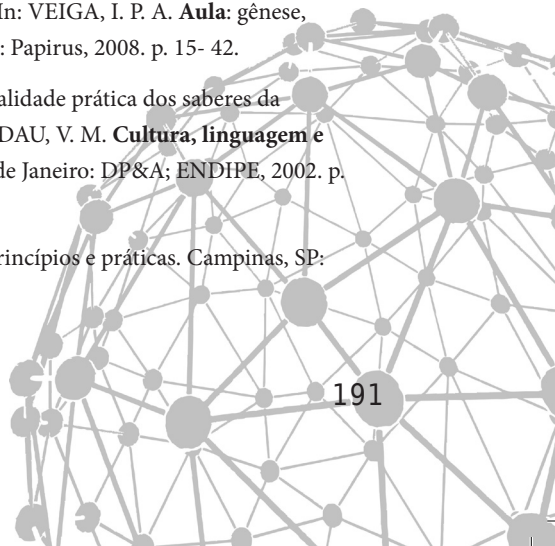 In: VEIGA, I. P. A. Aula: gênese,
: Papirus, 2008. p. 15- 42.
alidade prática dos saberes da
DAU, V. M. Cultura, linguagem e
de Janeiro: DP&A; ENDIPE, 2002. p.
rincípios e práticas. Campinas, SP:
191